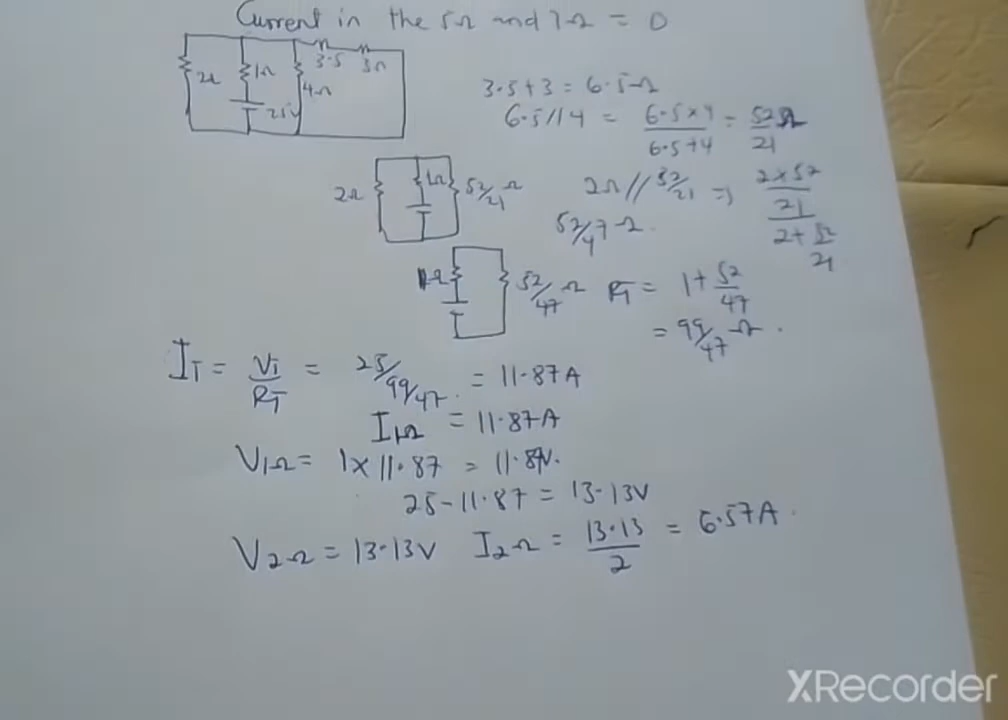 Current in the 5Ω and 7Ω = 0
2Ω 1Ω 3.5 3Ω
4Ω
25V
3.5+3 = 6.5Ω
6.5//4 = 6.5×4/6.5+4 = 52/21 Ω
2Ω 1Ω 52/21 Ω
2Ω // 52/21 => 2×52/21 / 2+52/21
52/47 Ω.
1Ω 52/47 Ω
RT = 1+52/47
= 99/47 Ω.
IT = VT/RT = 25/99/47 = 11.87A
I1Ω = 11.87A
V1Ω = 1×11.87 = 11.87V.
25-11.87 = 13.13V
V2Ω = 13.13V I2Ω = 13.13/2 = 6.57A.
XRecorder